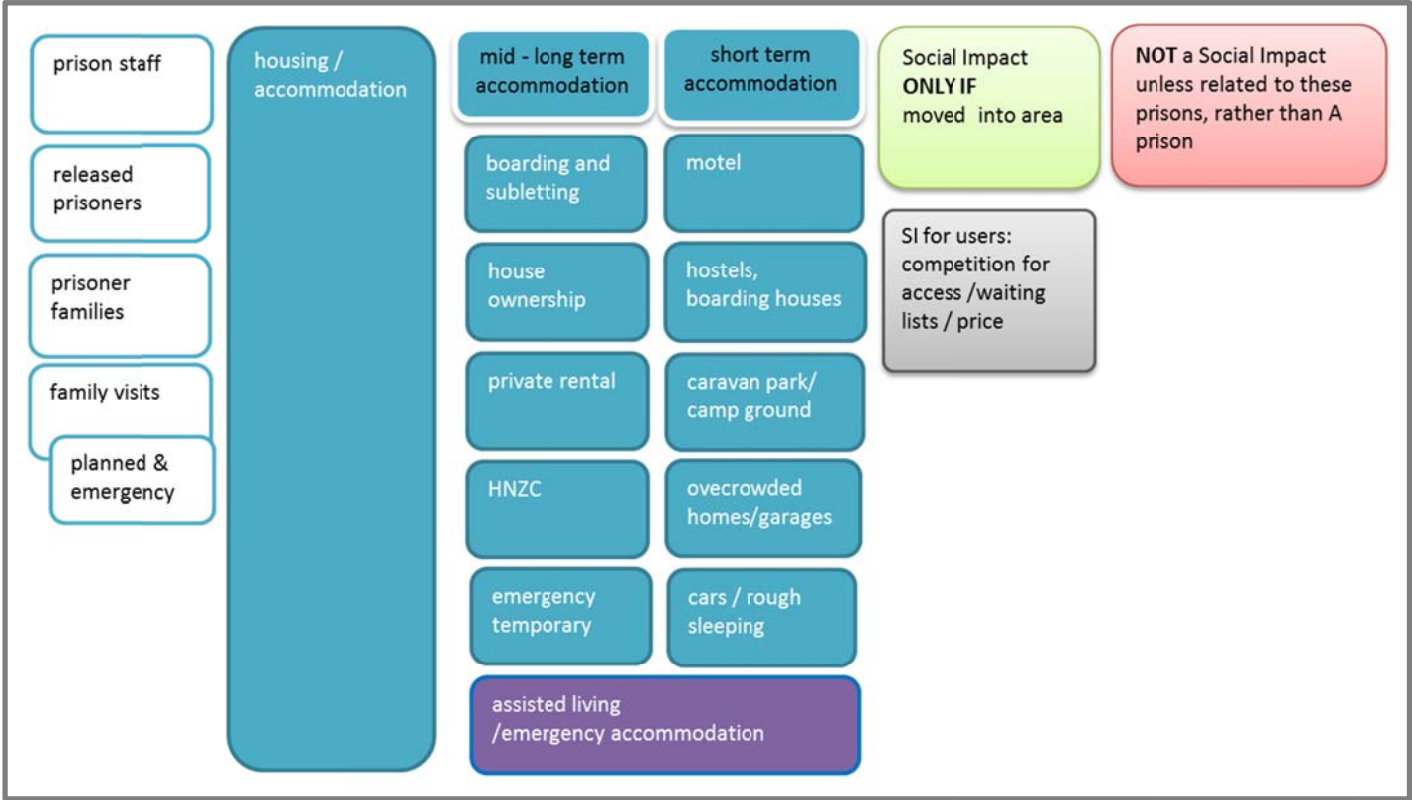 prison staff
released
prisoners
prisoner
families
family visits
planned &
emergency
housing /
accommodation
mid - long term
accommodation
boarding and
subletting
house
ownership
private rental
HNZC
emergency
temporary
short term
accommodation
motel
hostels,
boarding houses
caravan park/
camp ground
ovecrowded
homes/garages
cars / rough
sleeping
assisted living
/emergency accommodation
Social Impact
ONLY IF
moved into area
SI for users:
competition for
access /waiting
lists / price
NOT a Social Impact
unless related to these
prisons, rather than A
prison